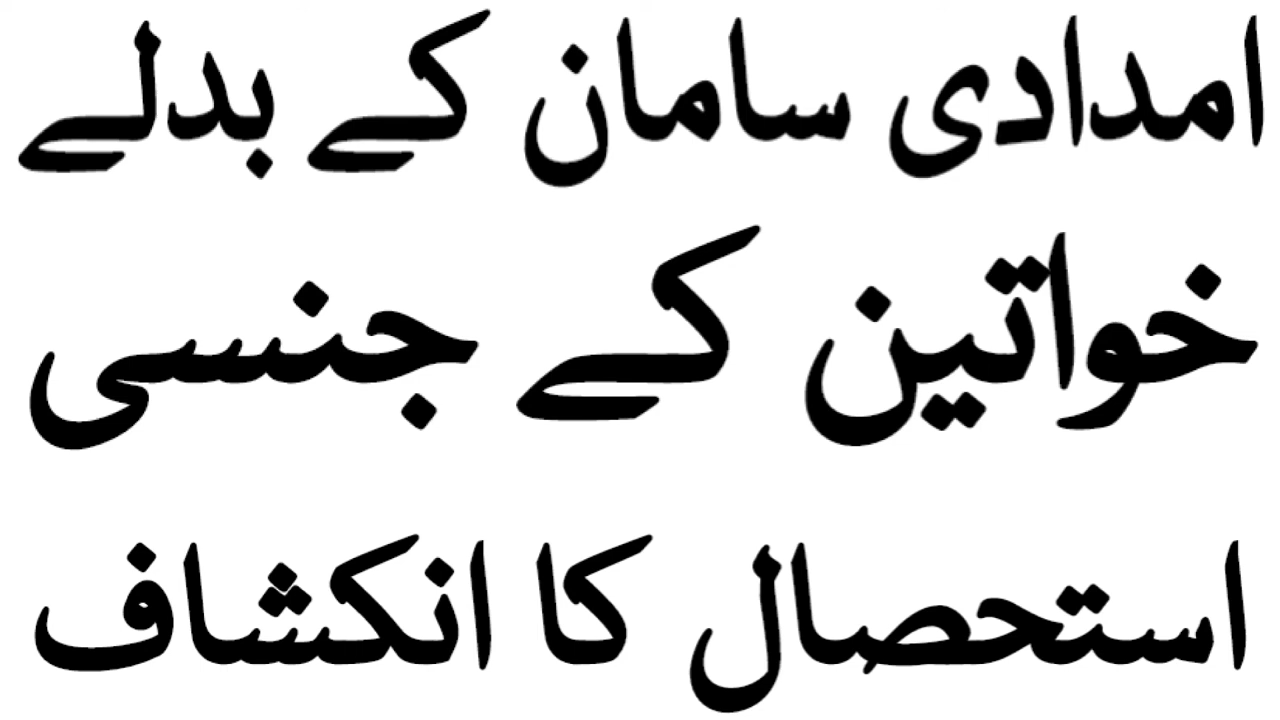 امدادی سامان کے بدلے
خواتین کے جنسی
استحصال کا انکشاف